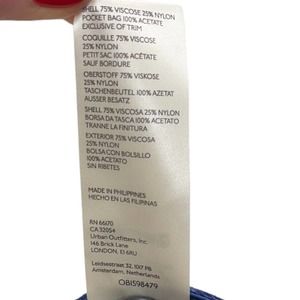 SHELL 75% VISCOSE 25% NYLON
POCKET BAG 100% ACETATE
EXCLUSIVE OF TRIM
COQUILLE 75% VISCOSE
25% NYLON
PETIT SAC 100% ACÉTATE
SAUF BORDURE
OBERSTOFF 75% VISKOSE
25% NYLON
TASCHENBEUTEL 100% AZETAT
AUSSER BESATZ
SHELL 75% VISCOSA 25% NYLON
BORSA DA TASCA 100% ACETATO
TRANNE LA FINITURA
EXTERIOR 75% VISCOSA
25% NYLON
BOLSA CON BOLSILLO
100% ACETATO
SIN RIBETES
MADE IN PHILIPPINES
HECHO EN LAS FILIPINAS
RN 66170
CA 32054
Urban Outfitters, Inc.
146 Brick Lane
LONDON, E1 6RU
Leidsestraat 32, 1017 PB
Amsterdam, Netherlands
OB1598479